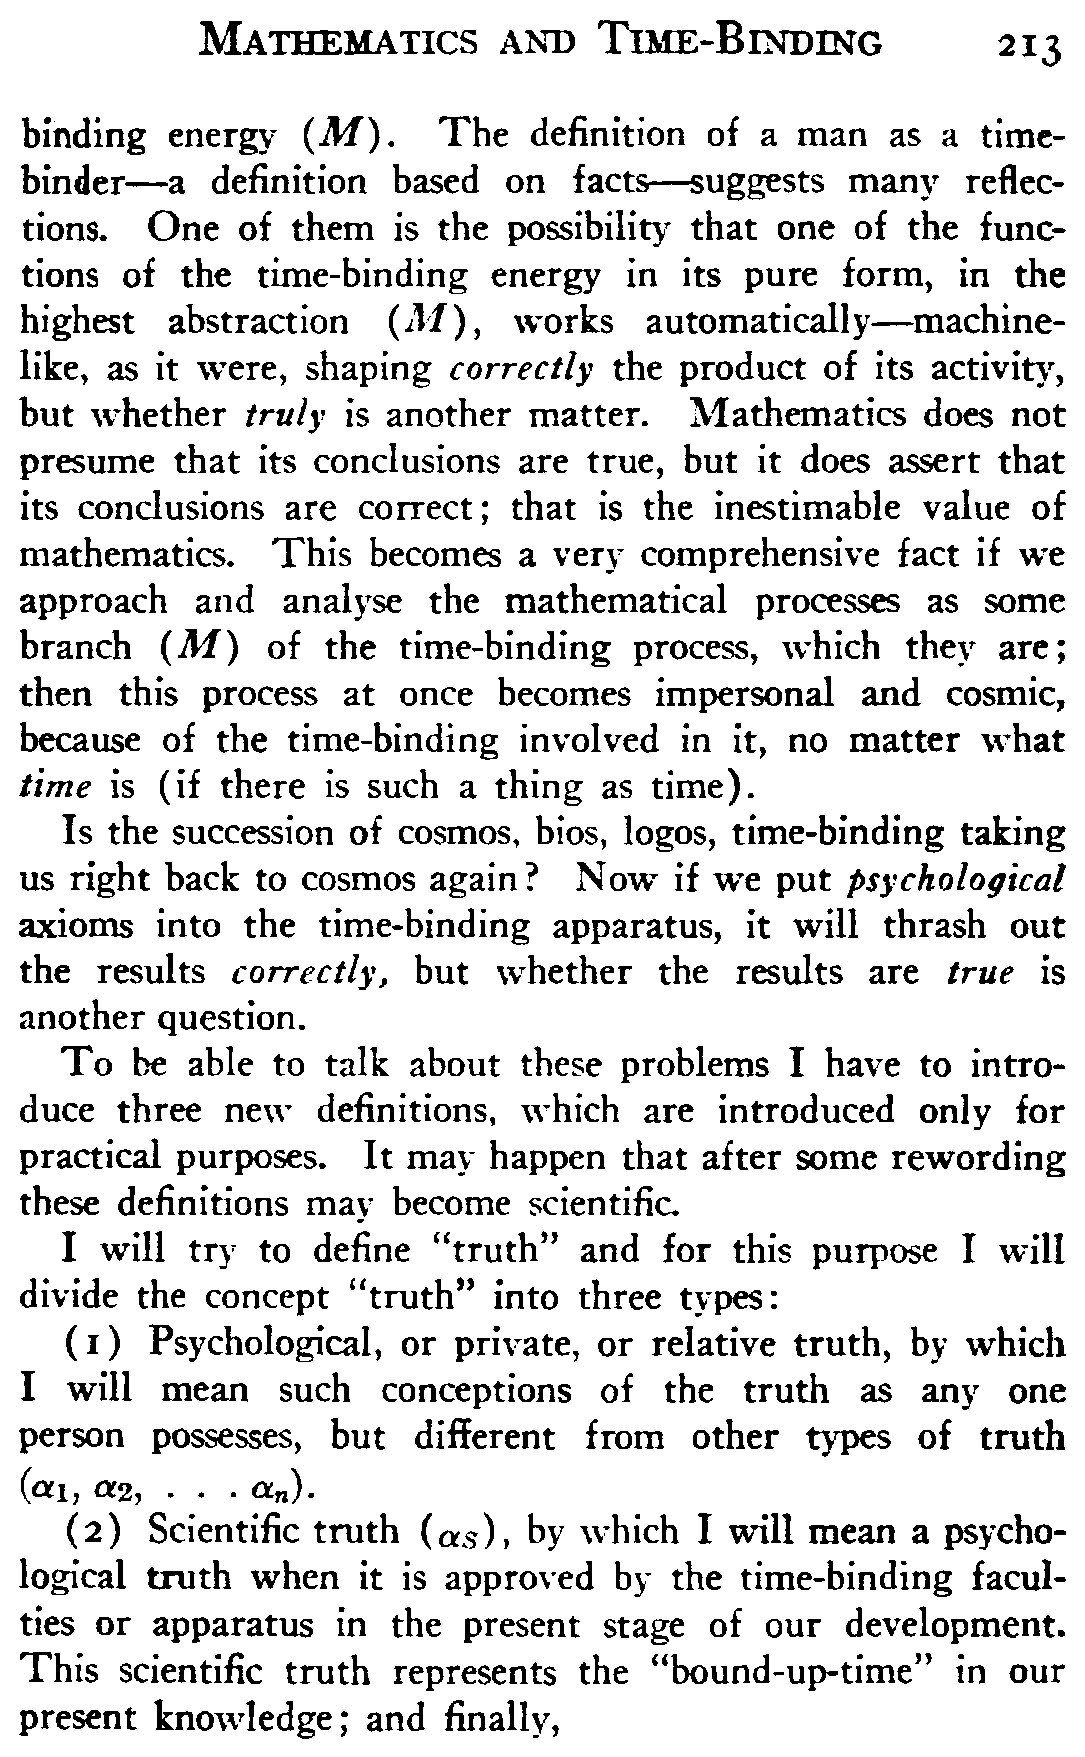 MATHEMATICS AND TIME-BINDING 213
binding energy (M). The definition of a man as a time-
binder—a definition based on facts—suggests many reflec-
tions. One of them is the possibility that one of the func-
tions of the time-binding energy in its pure form, in the
highest abstraction (M), works automatically—machine-
like, as it were, shaping correctly the product of its activity,
but whether truly is another matter. Mathematics does not
presume that its conclusions are true, but it does assert that
its conclusions are correct; that is the inestimable value of
mathematics. This becomes a very comprehensive fact if we
approach and analyse the mathematical processes as some
branch (M) of the time-binding process, which they are;
then this process at once becomes impersonal and cosmic,
because of the time-binding involved in it, no matter what
time is (if there is such a thing as time).
Is the succession of cosmos, bios, logos, time-binding taking
us right back to cosmos again? Now if we put psychological
axioms into the time-binding apparatus, it will thrash out
the results correctly, but whether the results are true is
another question.
To be able to talk about these problems I have to intro-
duce three new definitions, which are introduced only for
practical purposes. It may happen that after some rewording
these definitions may become scientific.
I will try to define “truth” and for this purpose I will
divide the concept “truth” into three types:
(1) Psychological, or private, or relative truth, by which
I will mean such conceptions of the truth as any one
person possesses, but different from other types of truth
(α1, α2, . . . αn).
(2) Scientific truth (αs), by which I will mean a psycho-
logical truth when it is approved by the time-binding facul-
ties or apparatus in the present stage of our development.
This scientific truth represents the “bound-up-time” in our
present knowledge; and finally,